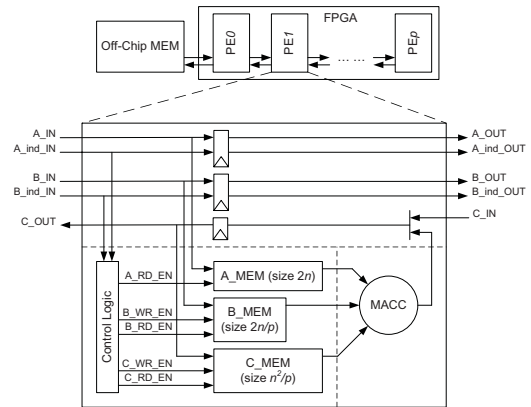 FPGA
Off-Chip MEM
PE0
PE1
... ...
PEp
A_IN
A_OUT
A_ind_IN
A_ind_OUT
B_IN
B_OUT
B_ind_IN
B_ind_OUT
C_OUT
C_IN
Control Logic
A_RD_EN
A_MEM (size 2n)
B_WR_EN
B_RD_EN
B_MEM
(size 2n/p)
MACC
C_WR_EN
C_RD_EN
C_MEM
(size n²/p)